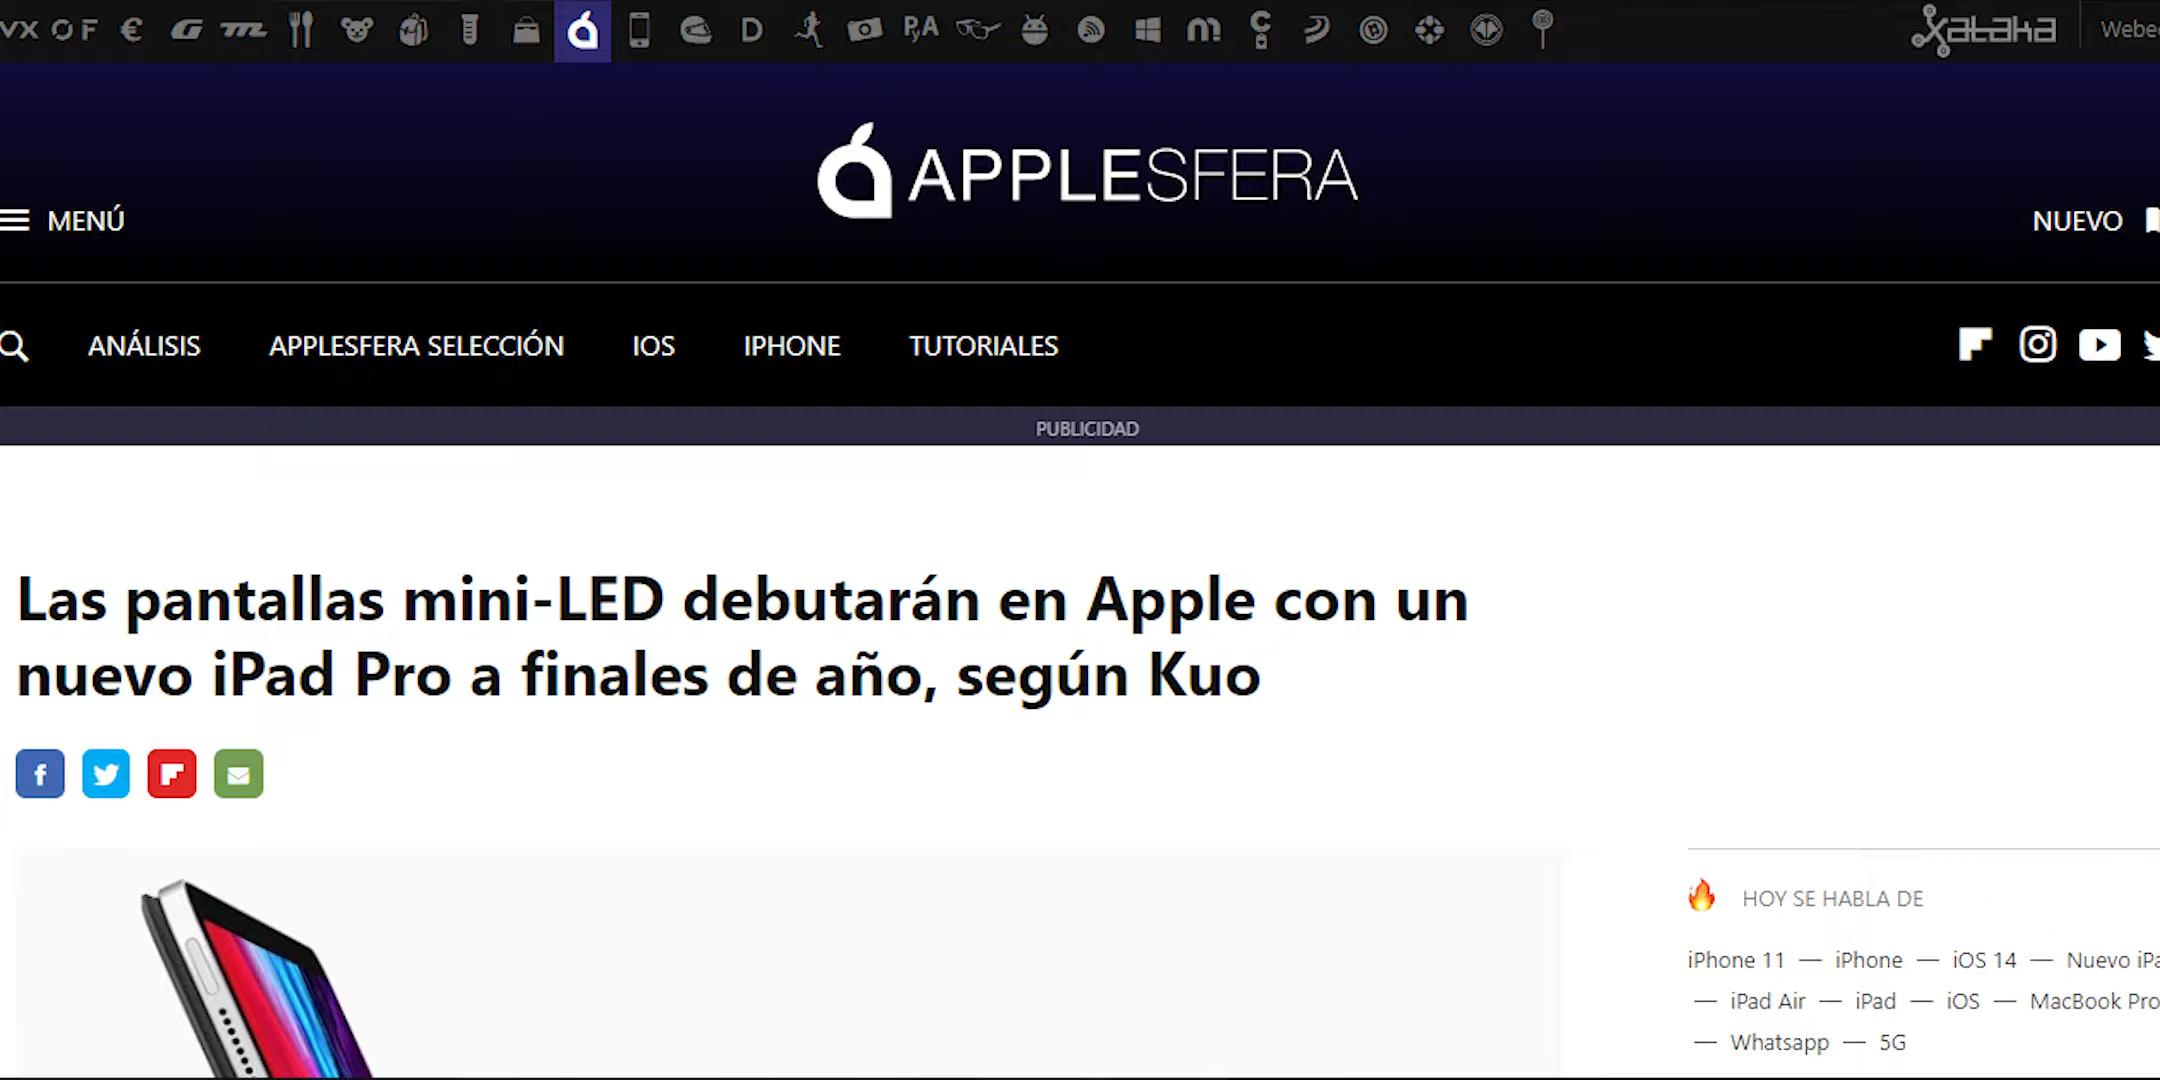 xataka
MENÚ
APPLESFERA
NUEVO
ANÁLISIS APPLESFERA SELECCIÓN IOS IPHONE TUTORIALES
PUBLICIDAD
Las pantallas mini-LED debutarán en Apple con un
nuevo iPad Pro a finales de año, según Kuo
HOY SE HABLA DE
iPhone 11 — iPhone — iOS 14 — Nuevo
— iPad Air — iPad — iOS — MacBook Pro
— Whatsapp — 5G